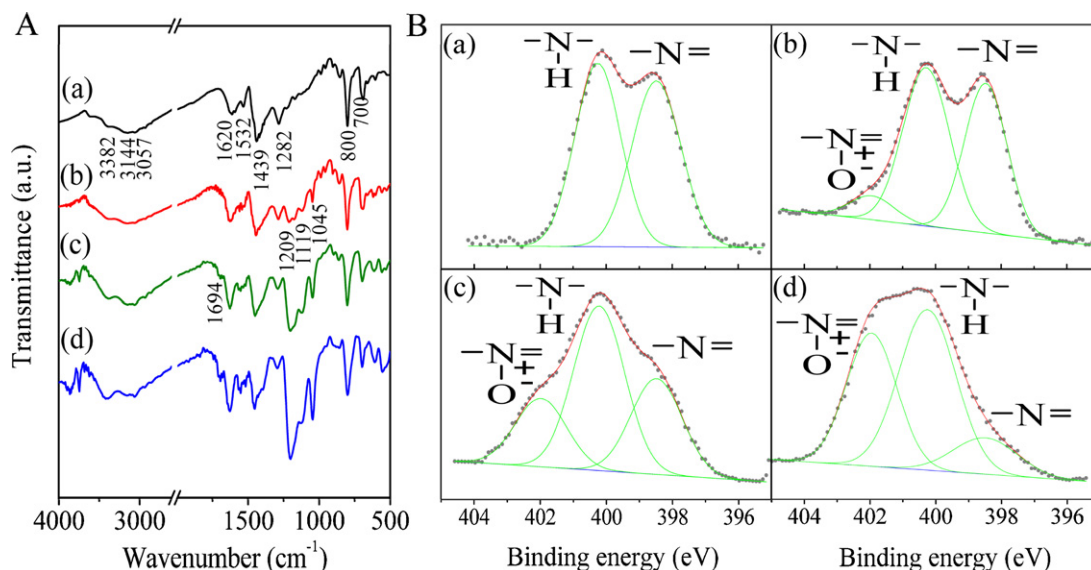 A
(a)
3382
3144
3057
1620
1532
1439
1282
800
700
(b)
1209
1119
1045
(c)
1694
(d)
Transmittance (a.u.)
4000 3000 1500 1000 500
Wavenumber (cm⁻¹)
B
(a)
−N−
H
−N=
(b)
−N−
H
−N=
−N=
+
O−
(c)
−N−
H
−N=
+
O−
−N=
(d)
−N−
H
−N=
+
O−
−N=
404 402 400 398 396
404 402 400 398 396
Binding energy (eV)
Binding energy (eV)